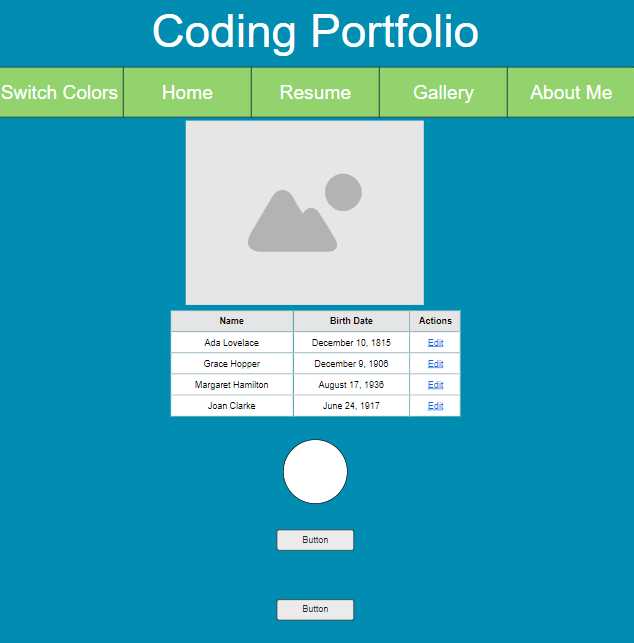 Coding Portfolio
Switch Colors Home Resume Gallery About Me
Name Birth Date Actions
Ada Lovelace December 10, 1815 Edit
Grace Hopper December 9, 1906 Edit
Margaret Hamilton August 17, 1936 Edit
Joan Clarke June 24, 1917 Edit
Button
Button